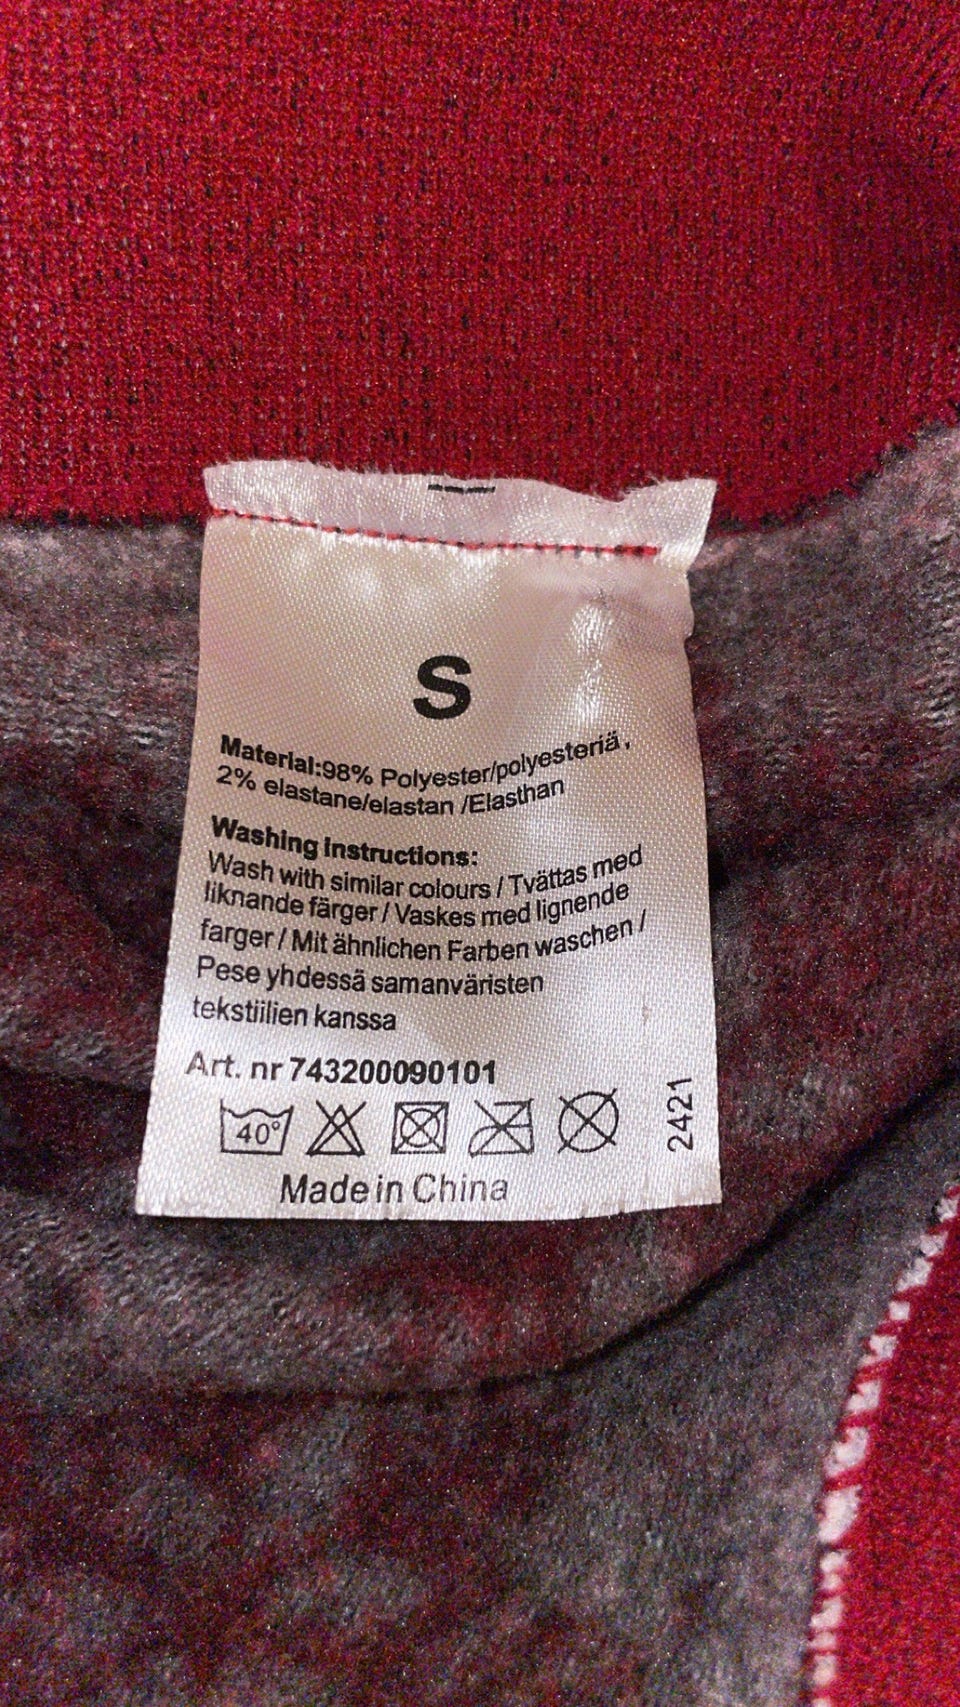 S
Material:98% Polyester/polyesteriä,
2% elastane/elastan /Elasthan
Washing Instructions:
Wash with similar colours / Tvättas med
liknande färger / Vaskes med lignende
farger / Mit ähnlichen Farben waschen /
Pese yhdessä samanväristen
tekstiilien kanssa
Art. nr 743200090101
40°
2421
Made in China